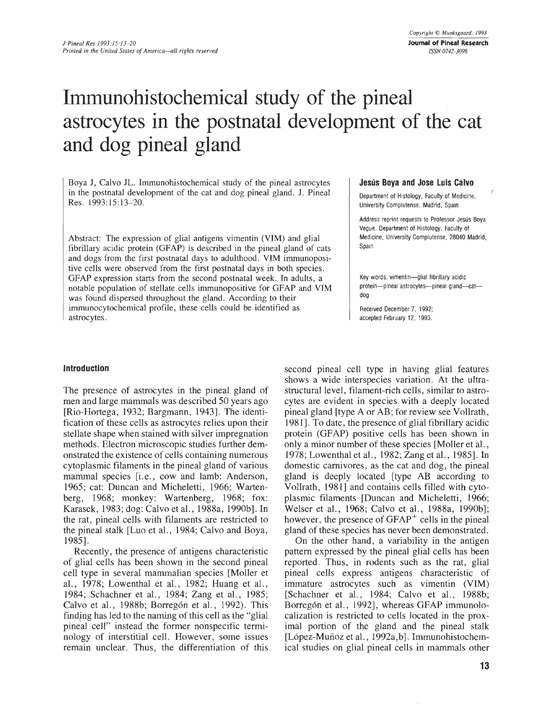 J Pineal Res 1993:15:13–20
Printed in the United States of America—all rights reserved
Copyright © Munksgaard, 1993
Journal of Pineal Research
ISSN 0742-3098
Immunohistochemical study of the pineal
astrocytes in the postnatal development of the cat
and dog pineal gland
Boya J, Calvo JL. Immunohistochemical study of the pineal astrocytes
in the postnatal development of the cat and dog pineal gland. J. Pineal
Res. 1993:15:13–20.
Abstract: The expression of glial antigens vimentin (VIM) and glial
fibrillary acidic protein (GFAP) is described in the pineal gland of cats
and dogs from the first postnatal days to adulthood. VIM immunoposi-
tive cells were observed from the first postnatal days in both species.
GFAP expression starts from the second postnatal week. In adults, a
notable population of stellate cells immunopositive for GFAP and VIM
was found dispersed throughout the gland. According to their
immunocytochemical profile, these cells could be identified as
astrocytes.
Jesús Boya and Jose Luis Calvo
Department of Histology, Faculty of Medicine,
University Complutense, Madrid, Spain
Address reprint requests to Professor Jesús Boya
Vegue, Department of Histology, Faculty of
Medicine, University Complutense, 28040 Madrid,
Spain
Key words: vimentin—glial fibrillary acidic
protein—pineal astrocytes—pineal gland—cat—
dog
Received December 7, 1992;
accepted February 12, 1993.
Introduction
The presence of astrocytes in the pineal gland of
men and large mammals was described 50 years ago
[Rio-Hortega, 1932; Bargmann, 1943]. The identi-
fication of these cells as astrocytes relies upon their
stellate shape when stained with silver impregnation
methods. Electron microscopic studies further dem-
onstrated the existence of cells containing numerous
cytoplasmic filaments in the pineal gland of various
mammal species [i.e., cow and lamb: Anderson,
1965; cat: Duncan and Micheletti, 1966; Warten-
berg, 1968; monkey: Wartenberg, 1968; fox:
Karasek, 1983; dog: Calvo et al., 1988a, 1990b]. In
the rat, pineal cells with filaments are restricted to
the pineal stalk [Luo et al., 1984; Calvo and Boya,
1985].
Recently, the presence of antigens characteristic
of glial cells has been shown in the second pineal
cell type in several mammalian species [Moller et
al., 1978; Lowenthal et al., 1982; Huang et al.,
1984; Schachner et al., 1984; Zang et al., 1985;
Calvo et al., 1988b; Borregón et al., 1992). This
finding has led to the naming of this cell as the "glial
pineal cell" instead the former nonspecific termi-
nology of interstitial cell. However, some issues
remain unclear. Thus, the differentiation of this
second pineal cell type in having glial features
shows a wide interspecies variation. At the ultra-
structural level, filament-rich cells, similar to astro-
cytes are evident in species with a deeply located
pineal gland [type A or AB; for review see Vollrath,
1981]. To date, the presence of glial fibrillary acidic
protein (GFAP) positive cells has been shown in
only a minor number of these species [Moller et al.,
1978; Lowenthal et al., 1982; Zang et al., 1985]. In
domestic carnivores, as the cat and dog, the pineal
gland is deeply located [type AB according to
Vollrath, 1981] and contains cells filled with cyto-
plasmic filaments [Duncan and Micheletti, 1966;
Welser et al., 1968; Calvo et al., 1988a, 1990b];
however, the presence of GFAP⁺ cells in the pineal
gland of these species has never been demonstrated.
On the other hand, a variability in the antigen
pattern expressed by the pineal glial cells has been
reported. Thus, in rodents such as the rat, glial
pineal cells express antigens characteristic of
immature astrocytes such as vimentin (VIM)
[Schachner et al., 1984; Calvo et al., 1988b;
Borregón et al., 1992], whereas GFAP immunolo-
calization is restricted to cells located in the prox-
imal portion of the gland and the pineal stalk
[López-Muñoz et al., 1992a,b]. Immunohistochem-
ical studies on glial pineal cells in mammals other
13